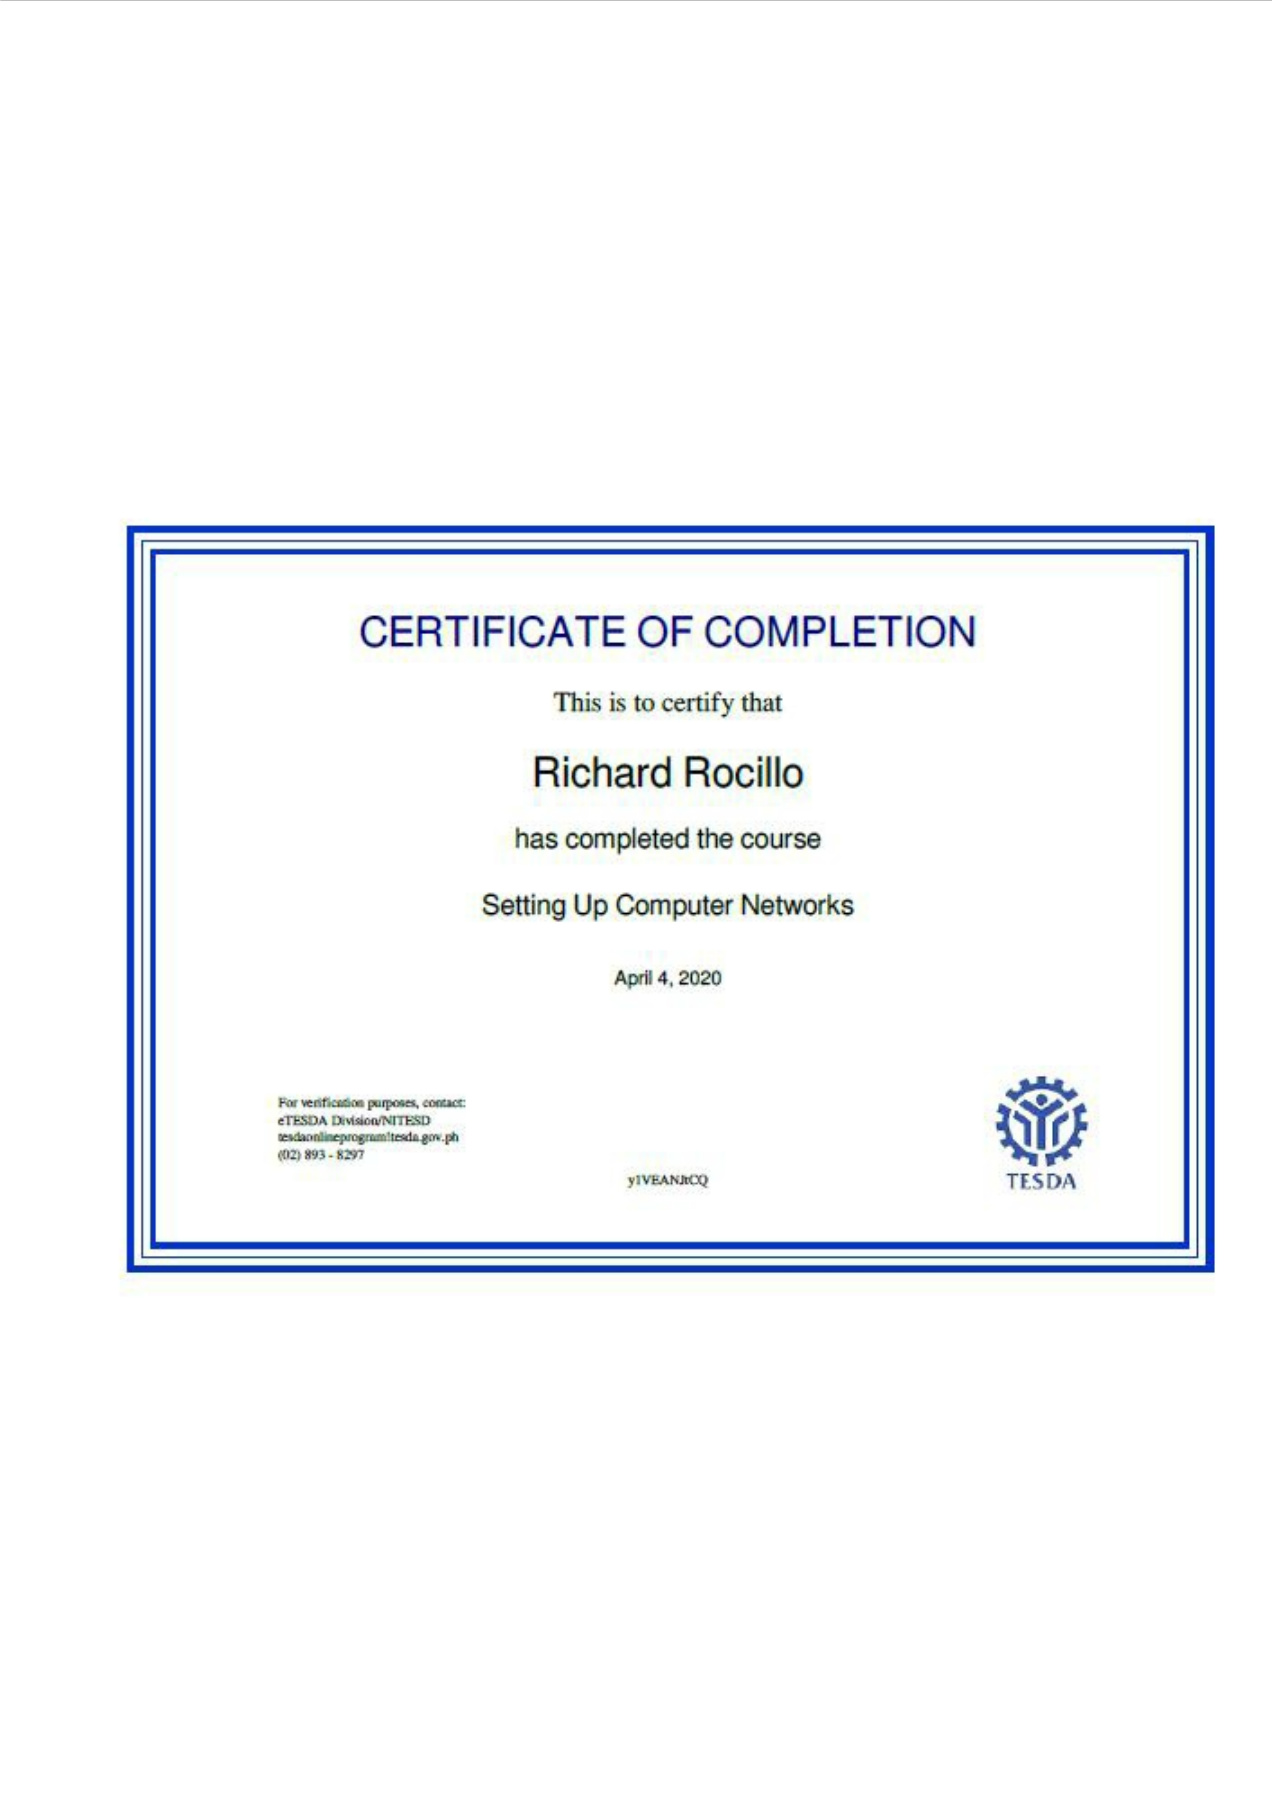 CERTIFICATE OF COMPLETION
This is to certify that
Richard Rocillo
has completed the course
Setting Up Computer Networks
April 4, 2020
For verification purposes, contact:
eTESDA Division/NITESD
tesdaonlineprogram!tesda.gov.ph
(02) 893 - 8297
TESDA